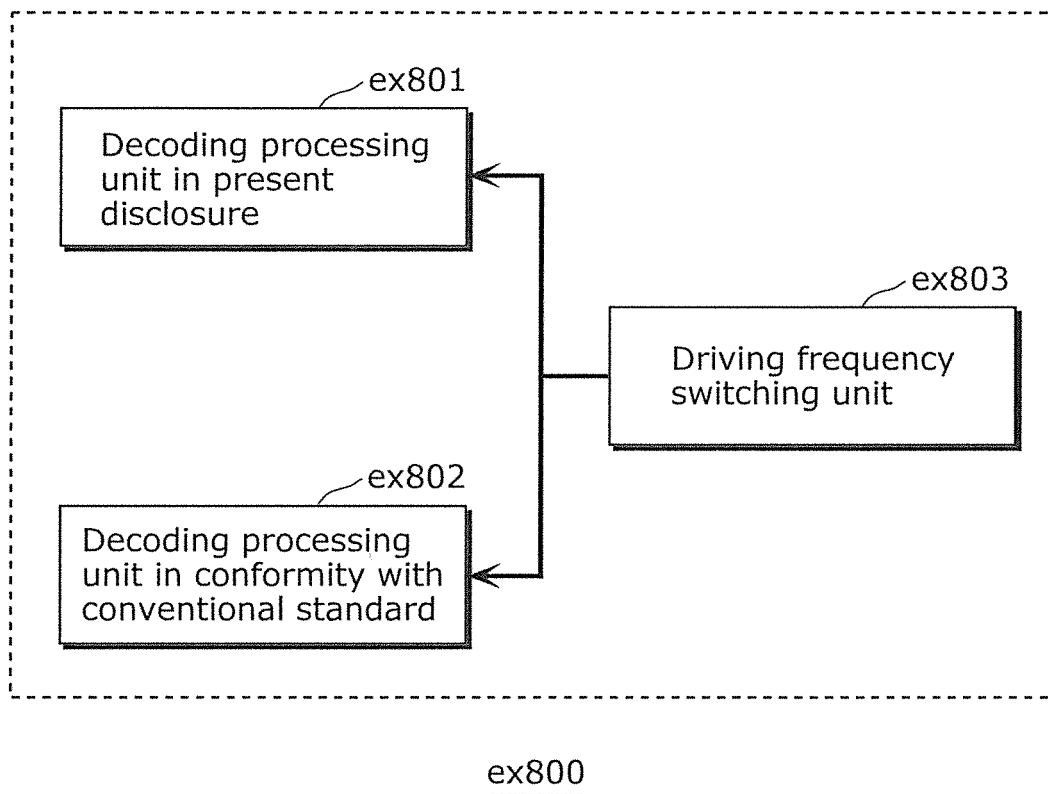 ex801
Decoding processing
unit in present
disclosure
ex803
Driving frequency
switching unit
ex802
Decoding processing
unit in conformity with
conventional standard
ex800